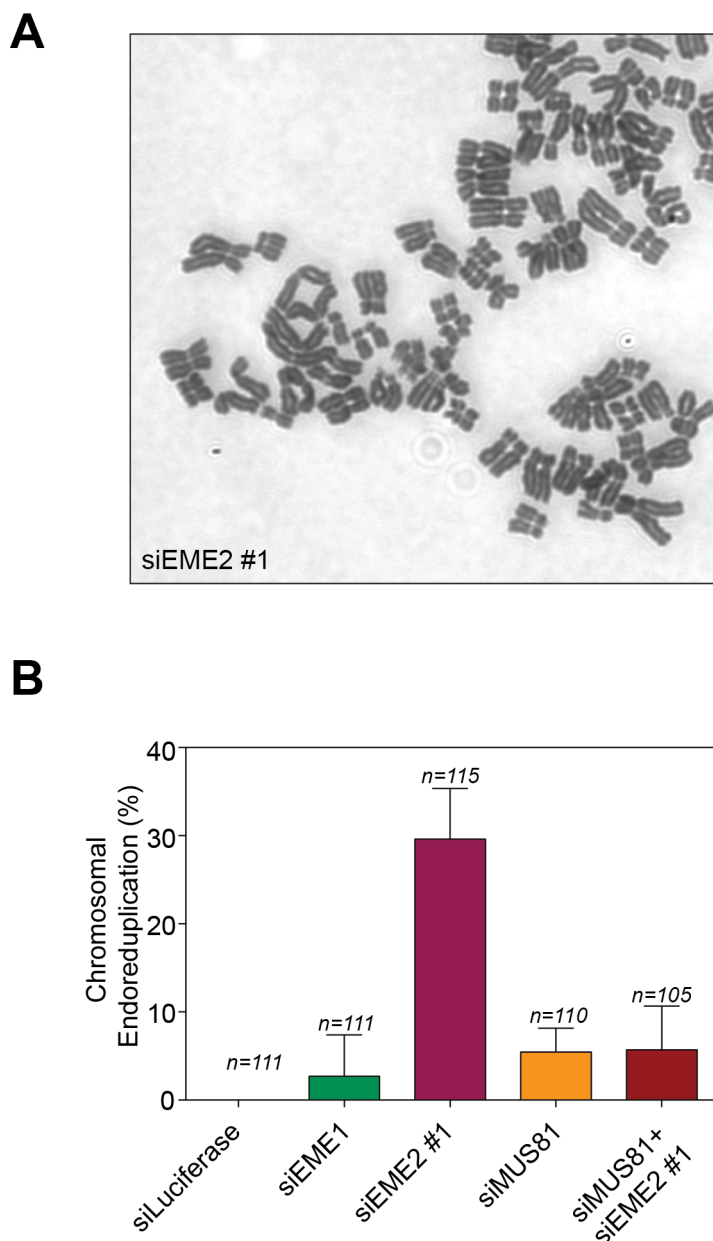 A
siEME2 #1
B
40
30
20
10
0
Chromosomal
Endoreduplication (%)
n=111
n=111
n=115
n=110
n=105
siLuciferase
siEME1
siEME2 #1
siMUS81
siMUS81+
siEME2 #1